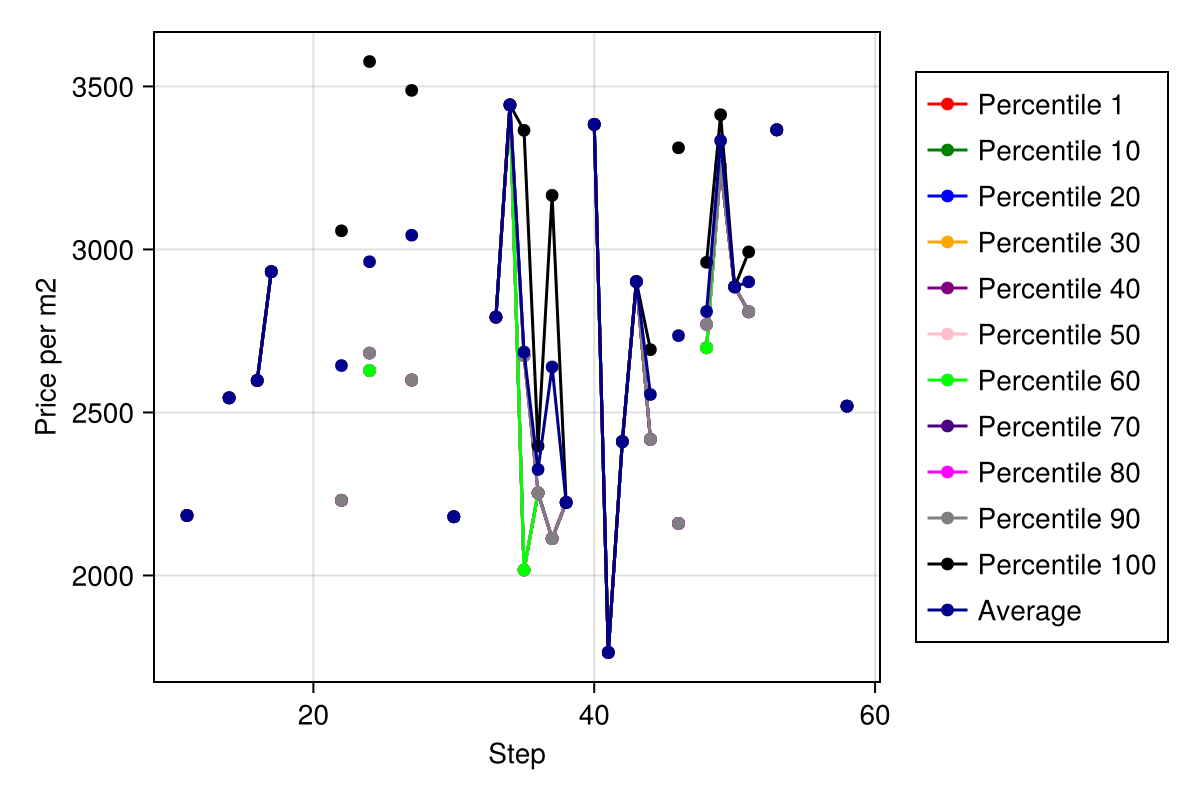 3500
3000
2500
2000
Price per m2
20
40
60
Step
Percentile 1
Percentile 10
Percentile 20
Percentile 30
Percentile 40
Percentile 50
Percentile 60
Percentile 70
Percentile 80
Percentile 90
Percentile 100
Average